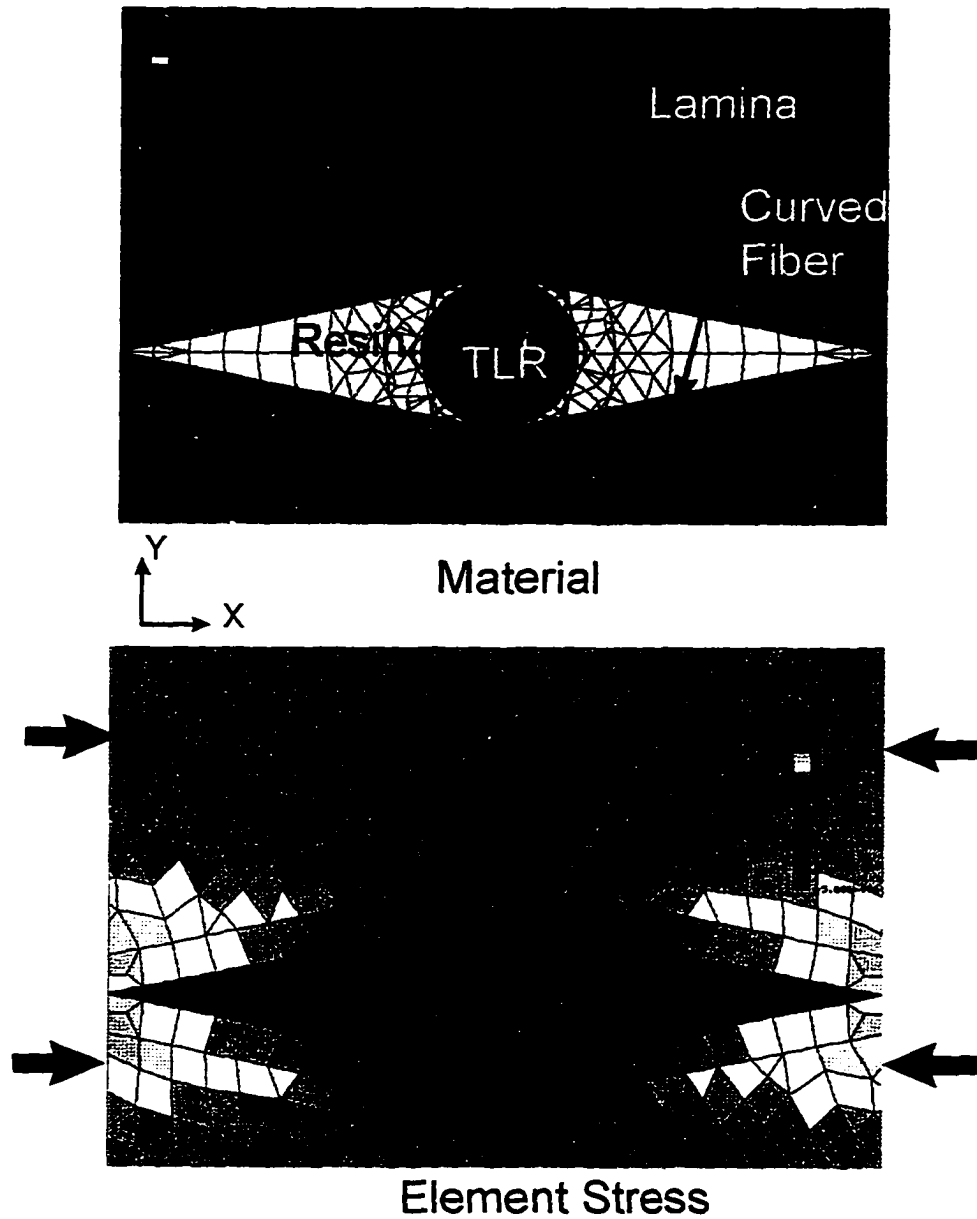 Lamina
Curved
Fiber
Resin
TLR
Y
X
Material
Element Stress